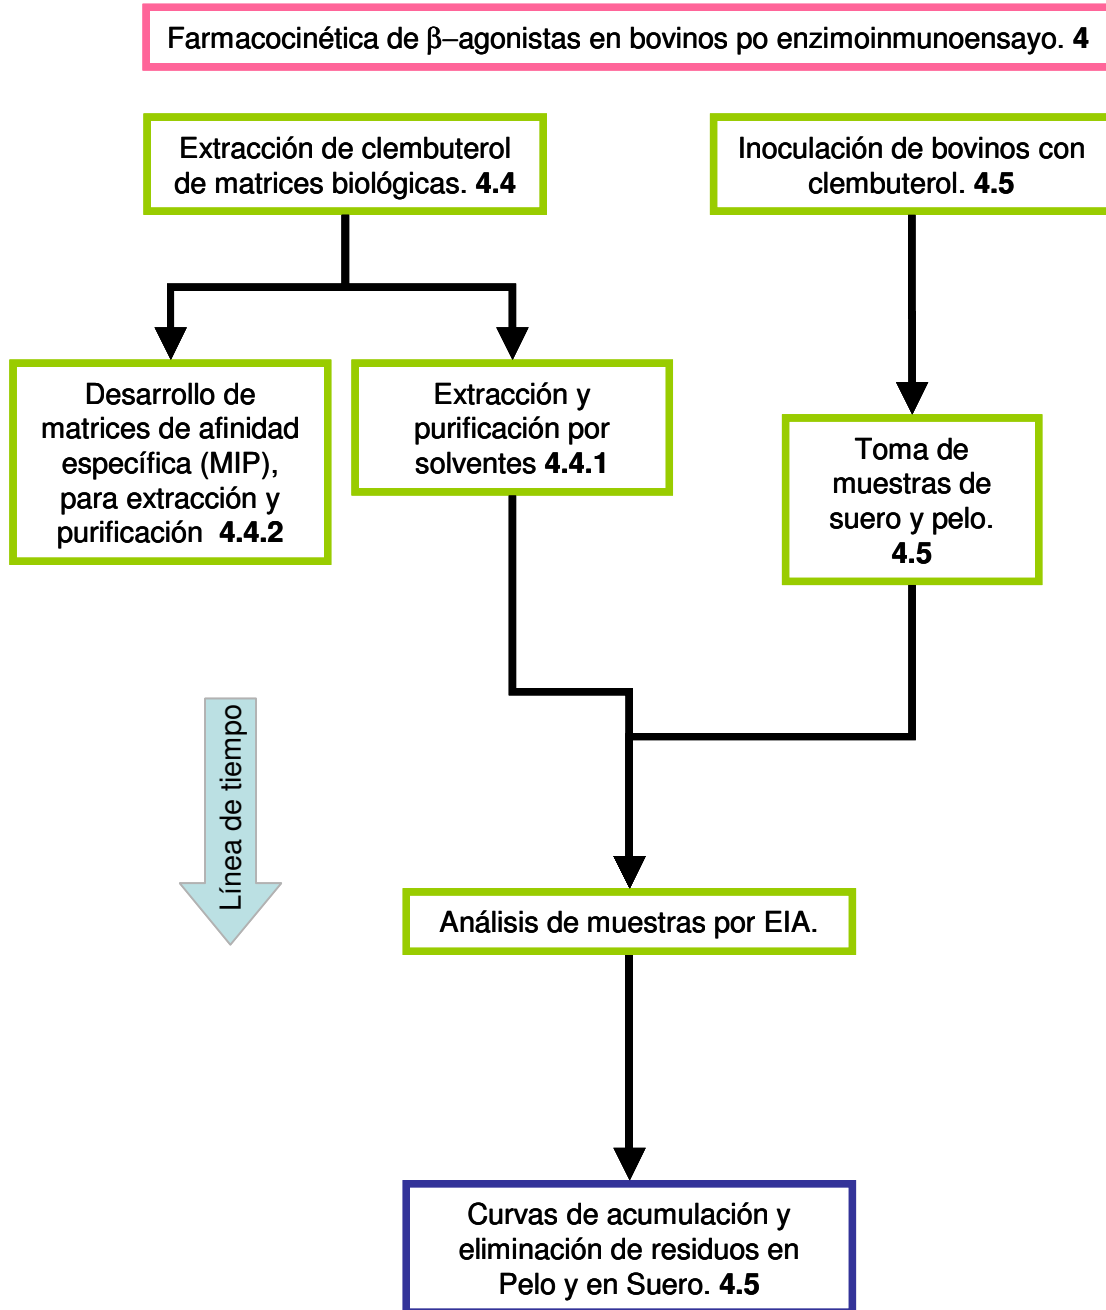 Farmacocinética de β–agonistas en bovinos po enzimoinmunoensayo. 4
Extracción de clembuterol
de matrices biológicas. 4.4
Inoculación de bovinos con
clembuterol. 4.5
Desarrollo de
matrices de afinidad
específica (MIP),
para extracción y
purificación 4.4.2
Extracción y
purificación por
solventes 4.4.1
Toma de
muestras de
suero y pelo.
4.5
Línea de tiempo
Análisis de muestras por EIA.
Curvas de acumulación y
eliminación de residuos en
Pelo y en Suero. 4.5